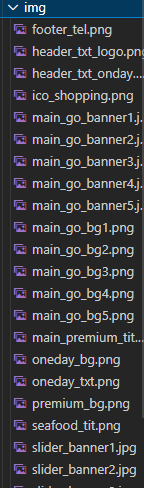 img
footer_tel.png
header_txt_logo.png
header_txt_onday....
ico_shopping.png
main_go_banner1.j...
main_go_banner2.j...
main_go_banner3.j...
main_go_banner4.j...
main_go_banner5.j...
main_go_bg1.png
main_go_bg2.png
main_go_bg3.png
main_go_bg4.png
main_go_bg5.png
main_premium_tit...
oneday_bg.png
oneday_txt.png
premium_bg.png
seafood_tit.png
slider_banner1.jpg
slider_banner2.jpg